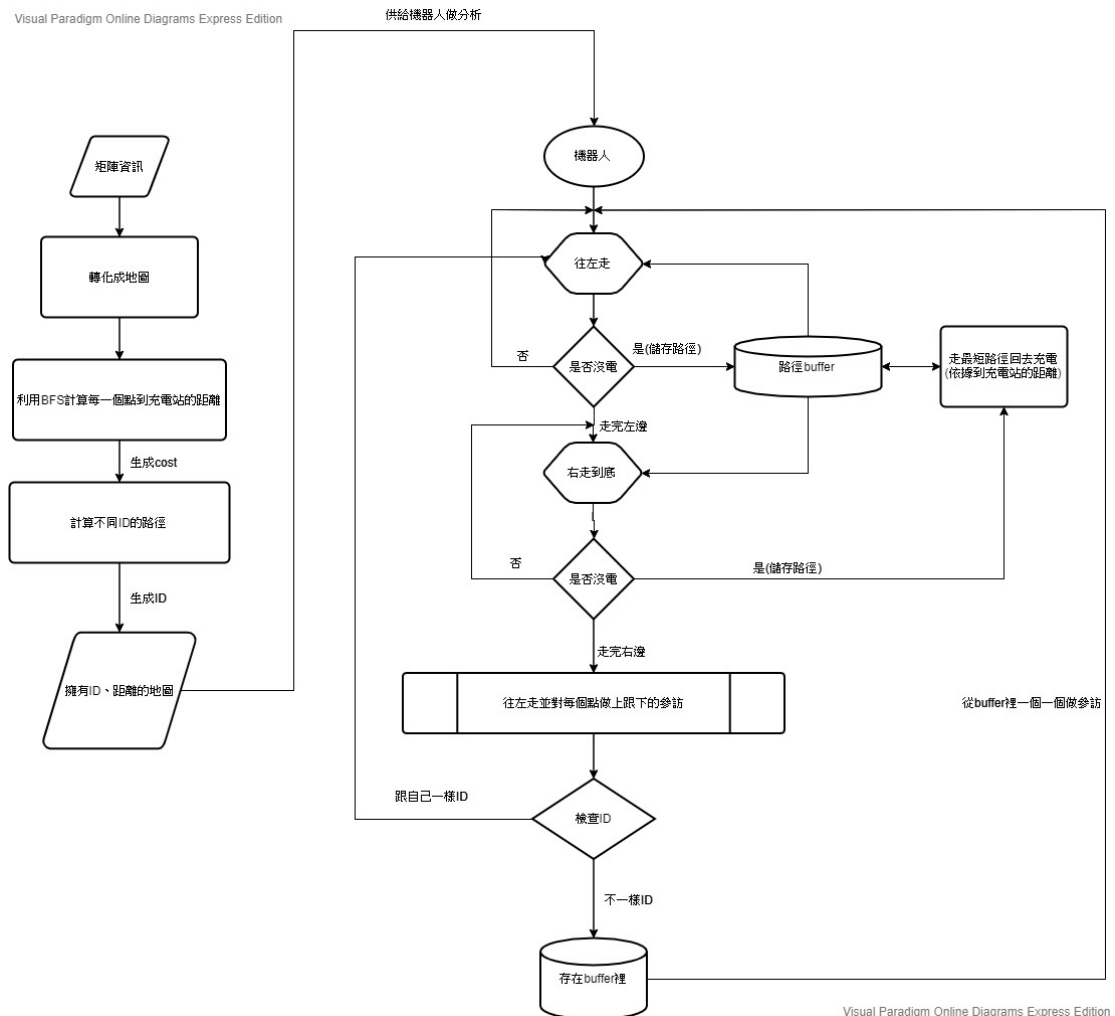 Visual Paradigm Online Diagrams Express Edition
供給機器人做分析
矩陣資訊
轉化成地圖
利用BFS計算每一個點到充電站的距離
生成cost
計算不同ID的路徑
生成ID
擁有ID、距離的地圖
機器人
往左走
是否沒電
否
是(儲存路徑)
路徑buffer
走最短路徑回去充電
(依據到充電站的距離)
走完左邊
右走到底
是否沒電
否
是(儲存路徑)
走完右邊
往左走並對每個點做上跟下的參訪
從buffer裡一個一個做參訪
跟自己一樣ID
檢查ID
不一樣ID
存在buffer裡
Visual Paradigm Online Diagrams Express Edition